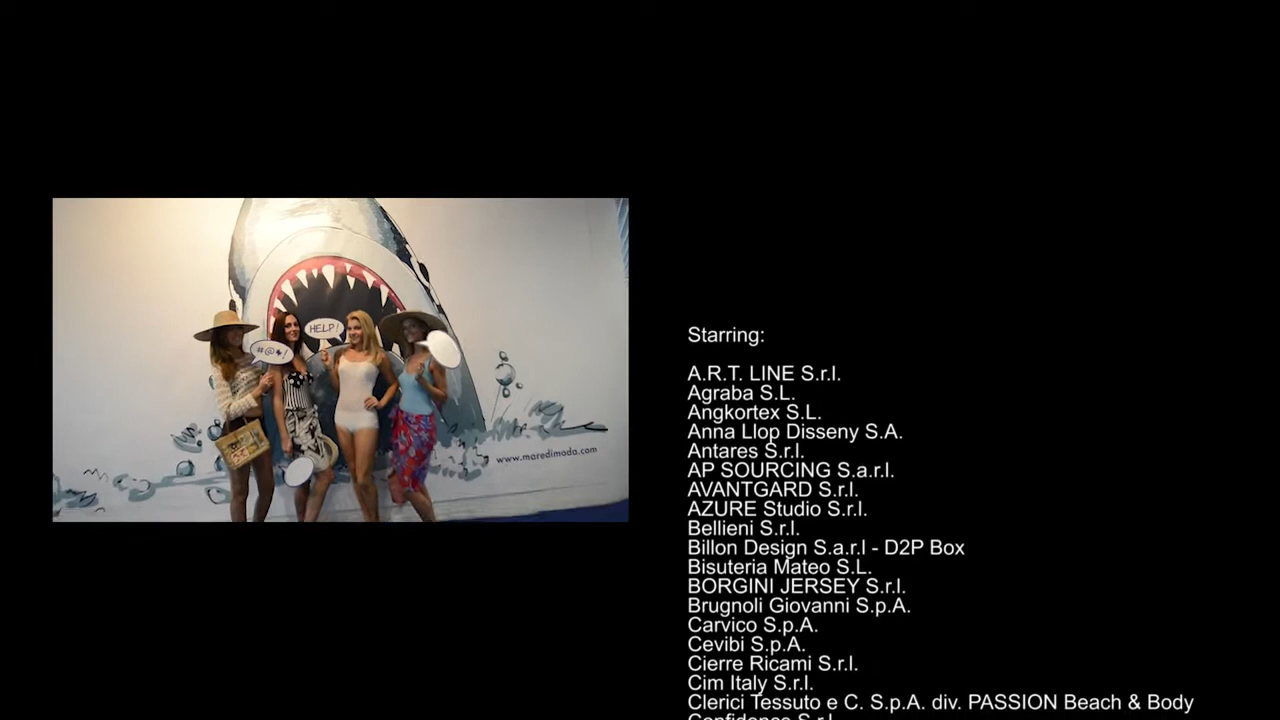 #@*!
HELP!
www.maredimoda.com
Starring:
A.R.T. LINE S.r.l.
Agraba S.L.
Angkortex S.L.
Anna Llop Disseny S.A.
Antares S.r.l.
AP SOURCING S.a.r.l.
AVANTGARD S.r.l.
AZURE Studio S.r.l.
Bellieni S.r.l.
Billon Design S.a.r.l - D2P Box
Bisuteria Mateo S.L.
BORGINI JERSEY S.r.l.
Brugnoli Giovanni S.p.A.
Carvico S.p.A.
Cevibi S.p.A.
Cierre Ricami S.r.l.
Cim Italy S.r.l.
Clerici Tessuto e C. S.p.A. div. PASSION Beach & Body